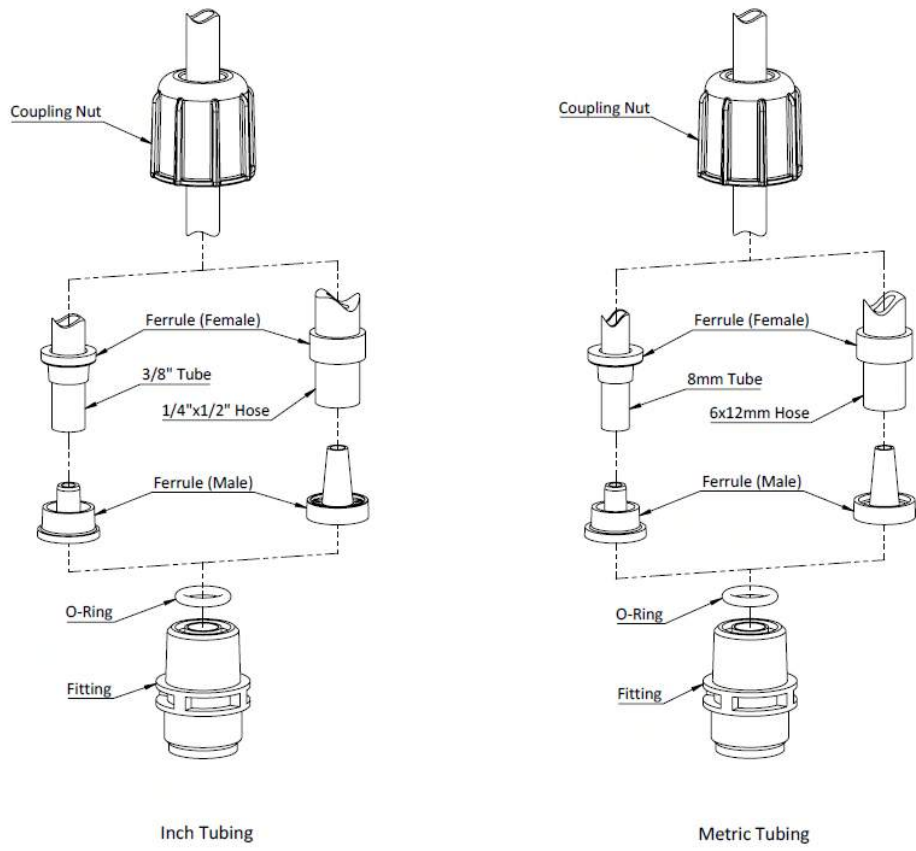 Coupling Nut
Ferrule (Female)
3/8" Tube
1/4"x1/2" Hose
Ferrule (Male)
O-Ring
Fitting
Inch Tubing
Coupling Nut
Ferrule (Female)
8mm Tube
6x12mm Hose
Ferrule (Male)
O-Ring
Fitting
Metric Tubing